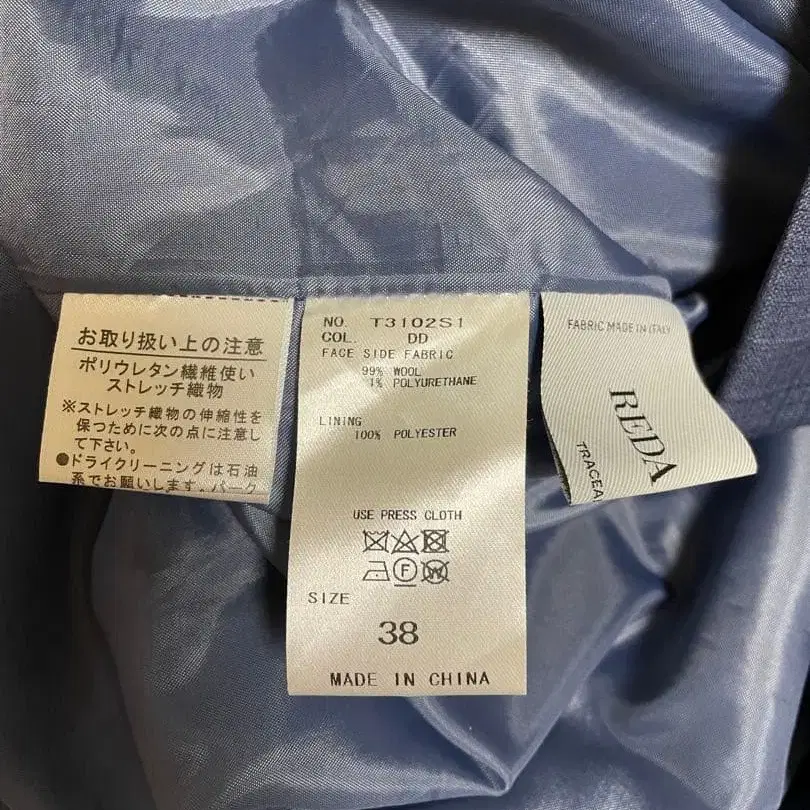 お取り扱い上の注意
ポリウレタン繊維使い
ストレッチ織物
※ストレッチ織物の伸縮性を
保つために次の点に注意し
て下さい。
●ドライクリーニングは石油
系でお願いします。パーク
NO. T3102S1
COL. DD
FACE SIDE FABRIC
99% WOOL
1% POLYURETHANE
LINING
100% POLYESTER
USE PRESS CLOTH
F W
SIZE
38
MADE IN CHINA
FABRIC MADE IN ITALY
REDA